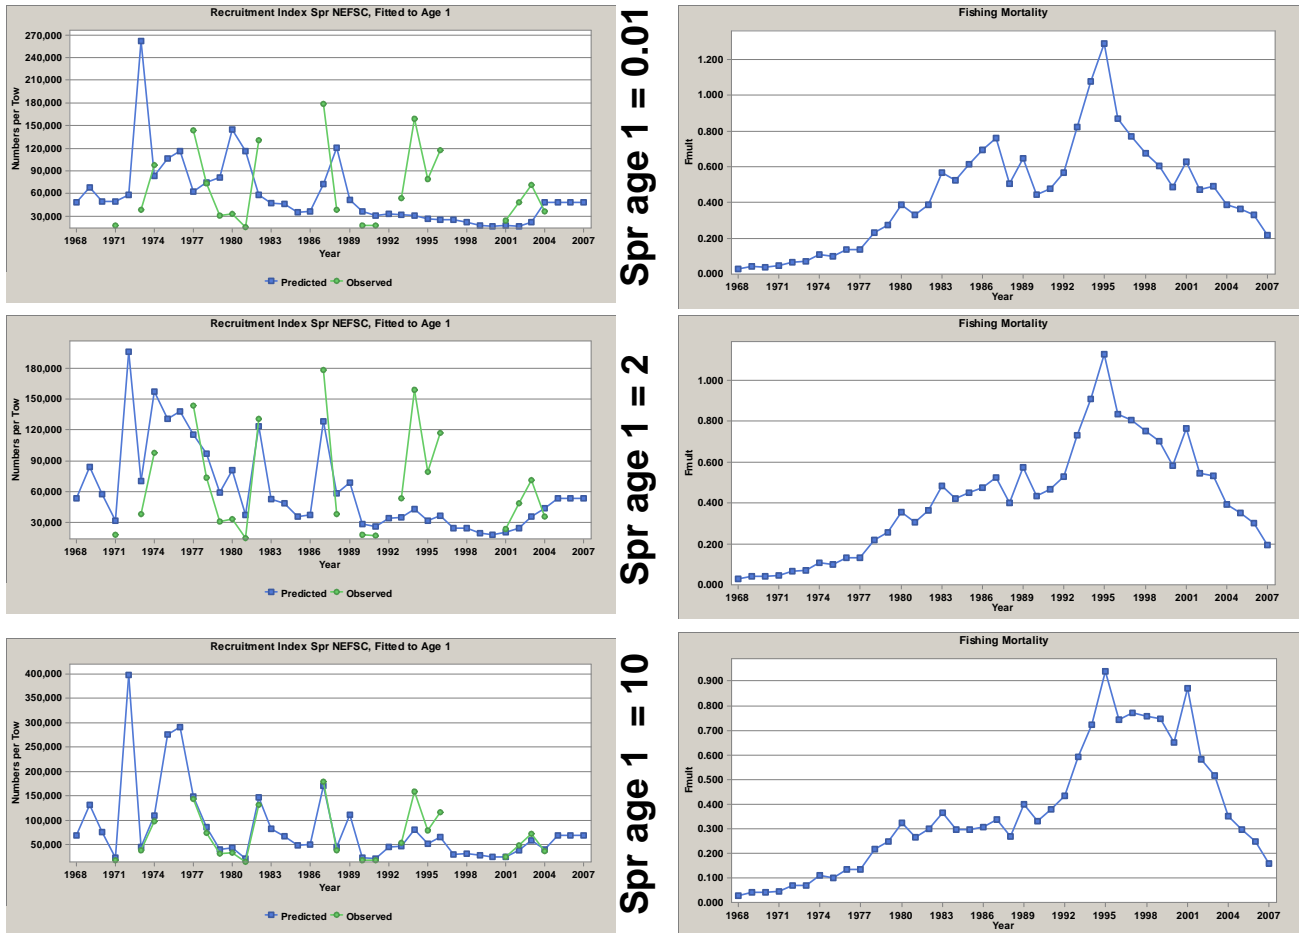 Recruitment Index Spr NEFSC, Fitted to Age 1
Numbers per Tow
270,000
240,000
210,000
180,000
150,000
120,000
90,000
60,000
30,000
1968 1971 1974 1977 1980 1983 1986 1989 1992 1995 1998 2001 2004 2007
Year
Predicted Observed
Spr age 1 = 0.01
Fishing Mortality
Fmult
1.200
1.000
0.800
0.600
0.400
0.200
0.000
1968 1971 1974 1977 1980 1983 1986 1989 1992 1995 1998 2001 2004 2007
Year
Recruitment Index Spr NEFSC, Fitted to Age 1
Numbers per Tow
180,000
150,000
120,000
90,000
60,000
30,000
1968 1971 1974 1977 1980 1983 1986 1989 1992 1995 1998 2001 2004 2007
Year
Predicted Observed
Spr age 1 = 2
Fishing Mortality
Fmult
1.000
0.800
0.600
0.400
0.200
0.000
1968 1971 1974 1977 1980 1983 1986 1989 1992 1995 1998 2001 2004 2007
Year
Recruitment Index Spr NEFSC, Fitted to Age 1
Numbers per Tow
400,000
350,000
300,000
250,000
200,000
150,000
100,000
50,000
1968 1971 1974 1977 1980 1983 1986 1989 1992 1995 1998 2001 2004 2007
Year
Predicted Observed
Spr age 1 = 10
Fishing Mortality
Fmult
0.900
0.800
0.700
0.600
0.500
0.400
0.300
0.200
0.100
0.000
1968 1971 1974 1977 1980 1983 1986 1989 1992 1995 1998 2001 2004 2007
Year